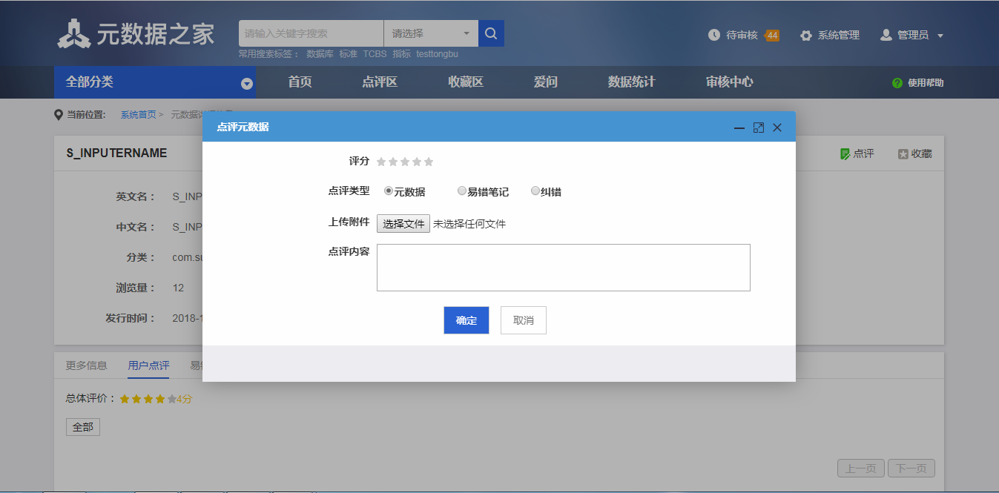 元数据之家
请输入关键字搜索 请选择
待审核 44 系统管理 管理员
常用搜索标签： 数据库 标准 TCBS 指标 testtongbu
全部分类 首页 点评区 收藏区 爱问 数据统计 审核中心 ? 使用帮助
当前位置: 系统首页 >
点评元数据
S_INPUTERNAME 点评 收藏
评分
英文名： S_INP
点评类型 元数据 易错笔记 纠错
中文名： S_INP
上传附件 选择文件 未选择任何文件
点评内容
分类： com.su
浏览量： 12
发行时间： 2018-1
确定 取消
更多信息 用户点评 易
总体评价： 4分
全部
上一页 下一页